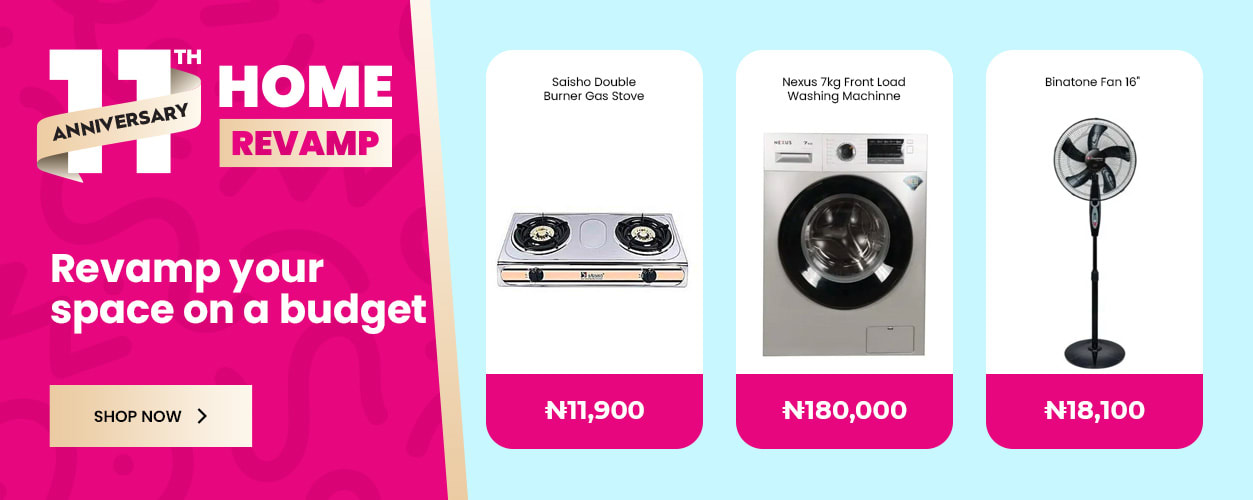 11TH
ANNIVERSARY
HOME
REVAMP
Revamp your
space on a budget
SHOP NOW
Saisho Double
Burner Gas Stove
₦11,900
Nexus 7kg Front Load
Washing Machinne
NEXUS
₦180,000
Binatone Fan 16"
₦18,100